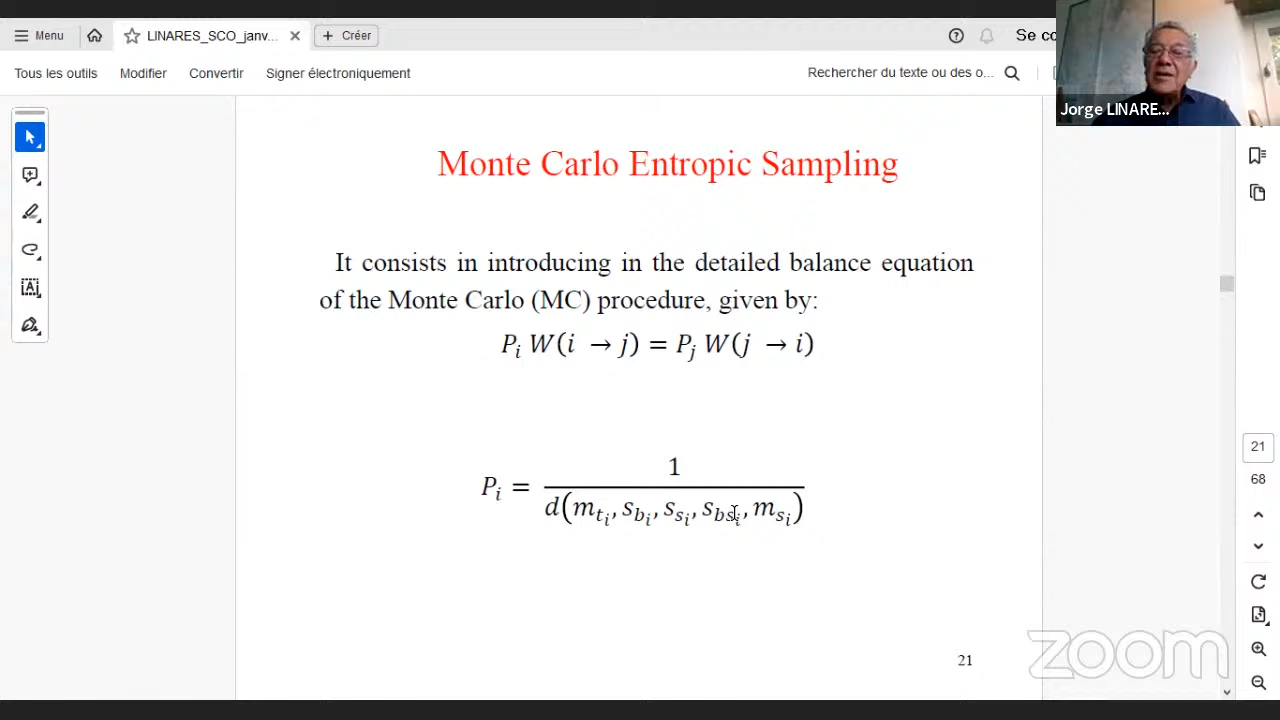 Menu
LINARES_SCO_janv...
Créer
Se co
Tous les outils
Modifier
Convertir
Signer électroniquement
Rechercher du texte ou des o...
Jorge LINARE...
Monte Carlo Entropic Sampling
It consists in introducing in the detailed balance equation
of the Monte Carlo (MC) procedure, given by:
P_i W(i → j) = P_j W(j → i)
P_i = 1 / d(m_{t_i}, s_{b_i}, s_{s_i}, s_{bs_i}, m_{s_i})
21
68
21
zoom